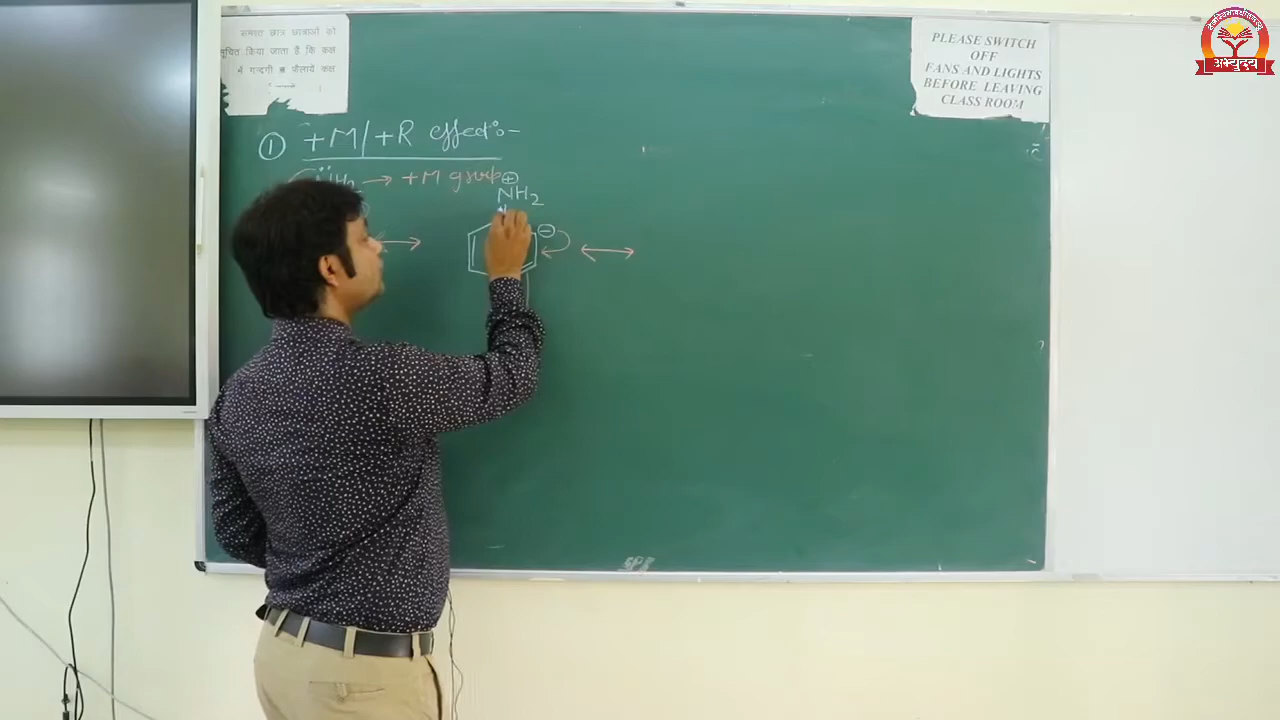 समस्त छात्र छात्राओं को
सूचित किया जाता है कि कक्ष
में गन्दगी न फैलायें कक्ष
PLEASE SWITCH
OFF
FANS AND LIGHTS
BEFORE LEAVING
CLASS ROOM
अभ्युदय
① +M/+R effect:-
NH2 → +M group
⊕
NH2
⊖